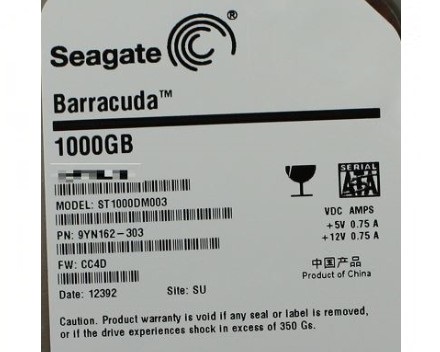 Seagate®
Barracuda™
1000GB
MODEL: ST1000DM003
PN: 9YN162-303
FW: CC4D
Date: 12392 Site: SU
SERIAL
ATA
VDC AMPS
+5V 0.75 A
+12V 0.75 A
中国产品
Product of China
Caution. Product warranty is void if any seal or label is removed,
or if the drive experiences shock in excess of 350 Gs.